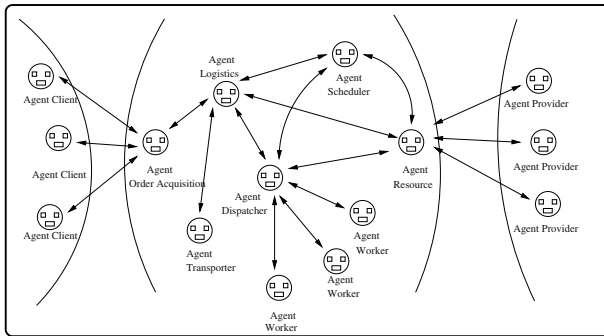 Agent Client
Agent Client
Agent Client
Agent
Order Acquisition
Agent
Logistics
Agent
Scheduler
Agent
Dispatcher
Agent
Transporter
Agent
Worker
Agent
Worker
Agent
Worker
Agent
Resource
Agent Provider
Agent Provider
Agent Provider